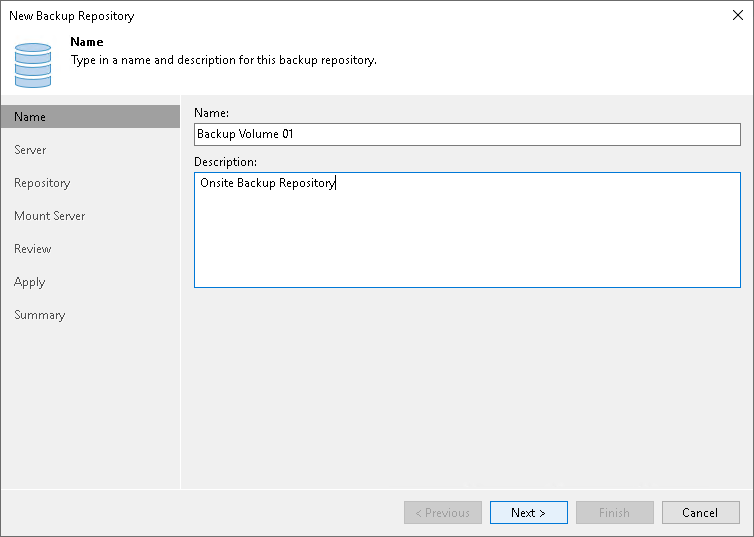 New Backup Repository
Name
Type in a name and description for this backup repository.
Name
Server
Repository
Mount Server
Review
Apply
Summary
Name:
Backup Volume 01
Description:
Onsite Backup Repository
< Previous
Next >
Finish
Cancel